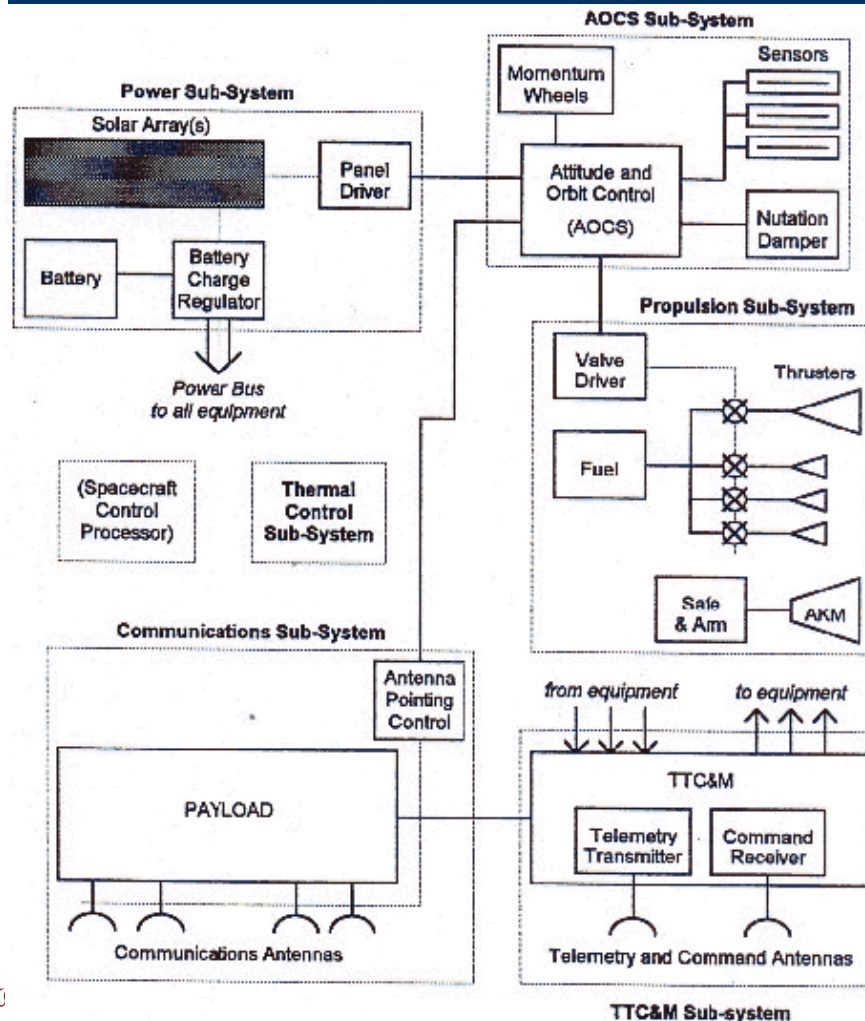 AOCS Sub-System
Momentum
Wheels
Sensors
Power Sub-System
Solar Array(s)
Panel
Driver
Attitude and
Orbit Control
(AOCS)
Nutation
Damper
Battery
Battery
Charge
Regulator
Power Bus
to all equipment
Propulsion Sub-System
Valve
Driver
Thrusters
Fuel
(Spacecraft
Control
Processor)
Thermal
Control
Sub-System
Safe
& Arm
AKM
Communications Sub-System
Antenna
Pointing
Control
from equipment
to equipment
PAYLOAD
TTC&M
Telemetry
Transmitter
Command
Receiver
Communications Antennas
Telemetry and Command Antennas
TTC&M Sub-system